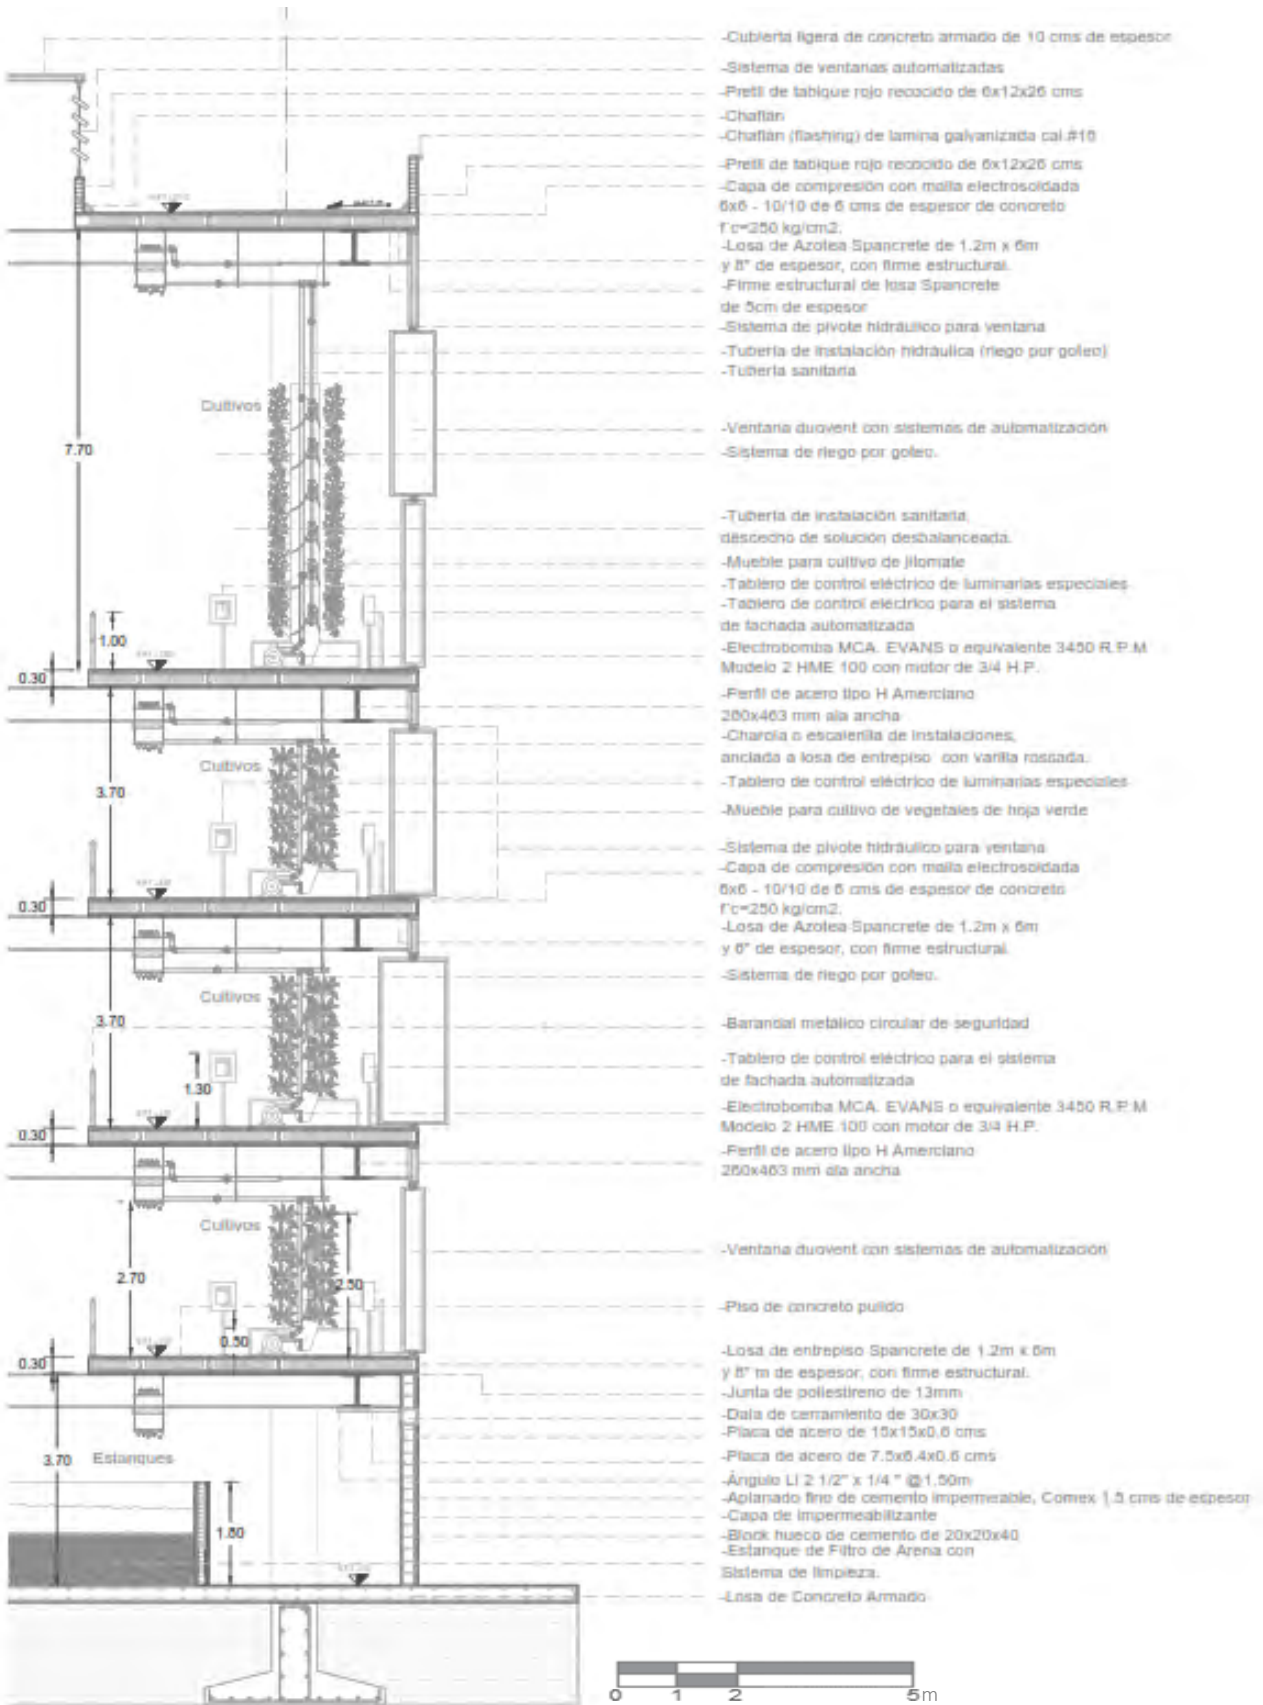 -Cubierta ligera de concreto armado de 10 cms de espesor
-Sistema de ventanas automatizadas
-Pretil de tabique rojo recocido de 6x12x26 cms
-Chaflán
-Chaflán (flashing) de lamina galvanizada cal.#16
-Pretil de tabique rojo recocido de 6x12x26 cms
-Capa de compresión con malla electrosoldada
6x6 - 10/10 de 6 cms de espesor de concreto
f´c=250 kg/cm2.
-Losa de Azotea Spancrete de 1.2m x 6m
y 8" de espesor, con firme estructural.
-Firme estructural de losa Spancrete
de 5cm de espesor
-Sistema de pivote hidráulico para ventana
-Tubería de instalación hidráulica (riego por goteo)
-Tubería sanitaria
Cultivos
-Ventana duovent con sistemas de automatización
7.70
-Sistema de riego por goteo.
-Tubería de instalación sanitaria,
desecho de solución desbalanceada.
-Mueble para cultivo de jitomate
-Tablero de control eléctrico de luminarias especiales
-Tablero de control eléctrico para el sistema
de fachada automatizada
1.00
-Electrobomba MCA. EVANS o equivalente 3450 R.P.M
Modelo 2 HME 100 con motor de 3/4 H.P.
0.30
-Perfil de acero tipo H Amerciano
260x463 mm ala ancha
-Charola o escalerilla de instalaciones,
anclada a losa de entrepiso con varilla roscada.
Cultivos
-Tablero de control eléctrico de luminarias especiales
3.70
-Mueble para cultivo de vegetales de hoja verde
-Sistema de pivote hidráulico para ventana
-Capa de compresión con malla electrosoldada
6x6 - 10/10 de 6 cms de espesor de concreto
f´c=250 kg/cm2.
0.30
-Losa de Azotea Spancrete de 1.2m x 6m
y 6" de espesor, con firme estructural.
-Sistema de riego por goteo.
Cultivos
3.70
-Barandal metálico circular de seguridad
-Tablero de control eléctrico para el sistema
de fachada automatizada
1.30
-Electrobomba MCA. EVANS o equivalente 3450 R.P.M
Modelo 2 HME 100 con motor de 3/4 H.P.
0.30
-Perfil de acero tipo H Amerciano
260x463 mm ala ancha
Cultivos
-Ventana duovent con sistemas de automatización
2.70
2.50
-Piso de concreto pulido
0.50
-Losa de entrepiso Spancrete de 1.2m x 6m
y 8" m de espesor, con firme estructural.
0.30
-Junta de poliestireno de 13mm
-Dala de cerramiento de 30x30
-Placa de acero de 15x15x0.6 cms
-Placa de acero de 7.5x6.4x0.6 cms
Estanques
3.70
-Ángulo LI 2 1/2" x 1/4 " @1.50m
-Aplanado fino de cemento impermeable, Comex 1.5 cms de espesor
-Capa de impermeabilizante
1.80
-Block hueco de cemento de 20x20x40
-Estanque de Filtro de Arena con
Sistema de limpieza.
-Losa de Concreto Armado
0 1 2 5m